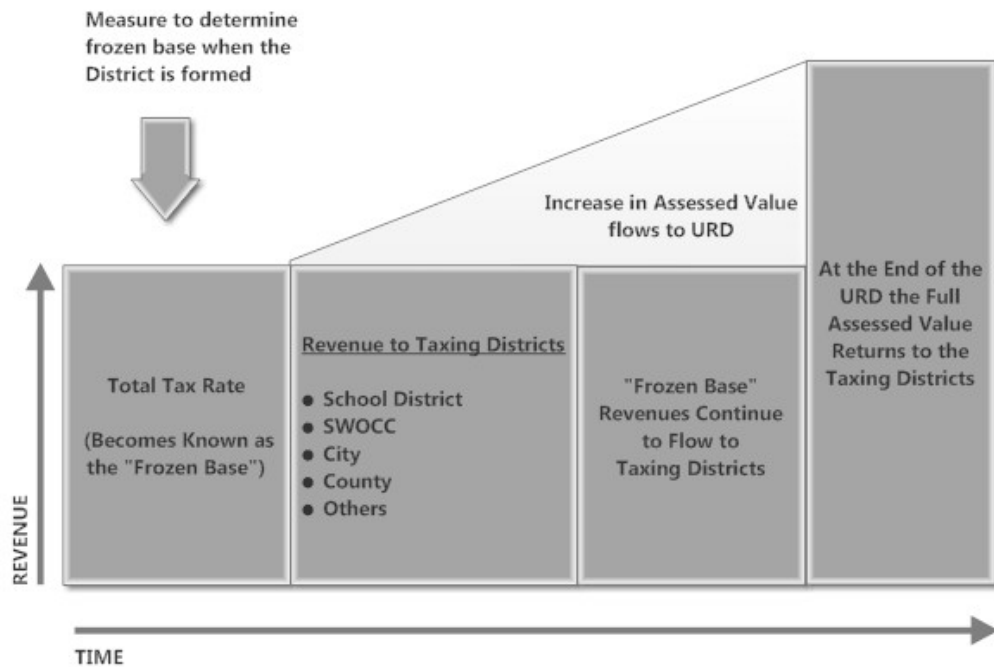 Measure to determine
frozen base when the
District is formed
Increase in Assessed Value
flows to URD
Total Tax Rate
(Becomes Known as
the "Frozen Base")
Revenue to Taxing Districts
● School District
● SWOCC
● City
● County
● Others
"Frozen Base"
Revenues Continue
to Flow to
Taxing Districts
At the End of the
URD the Full
Assessed Value
Returns to the
Taxing Districts
REVENUE
TIME